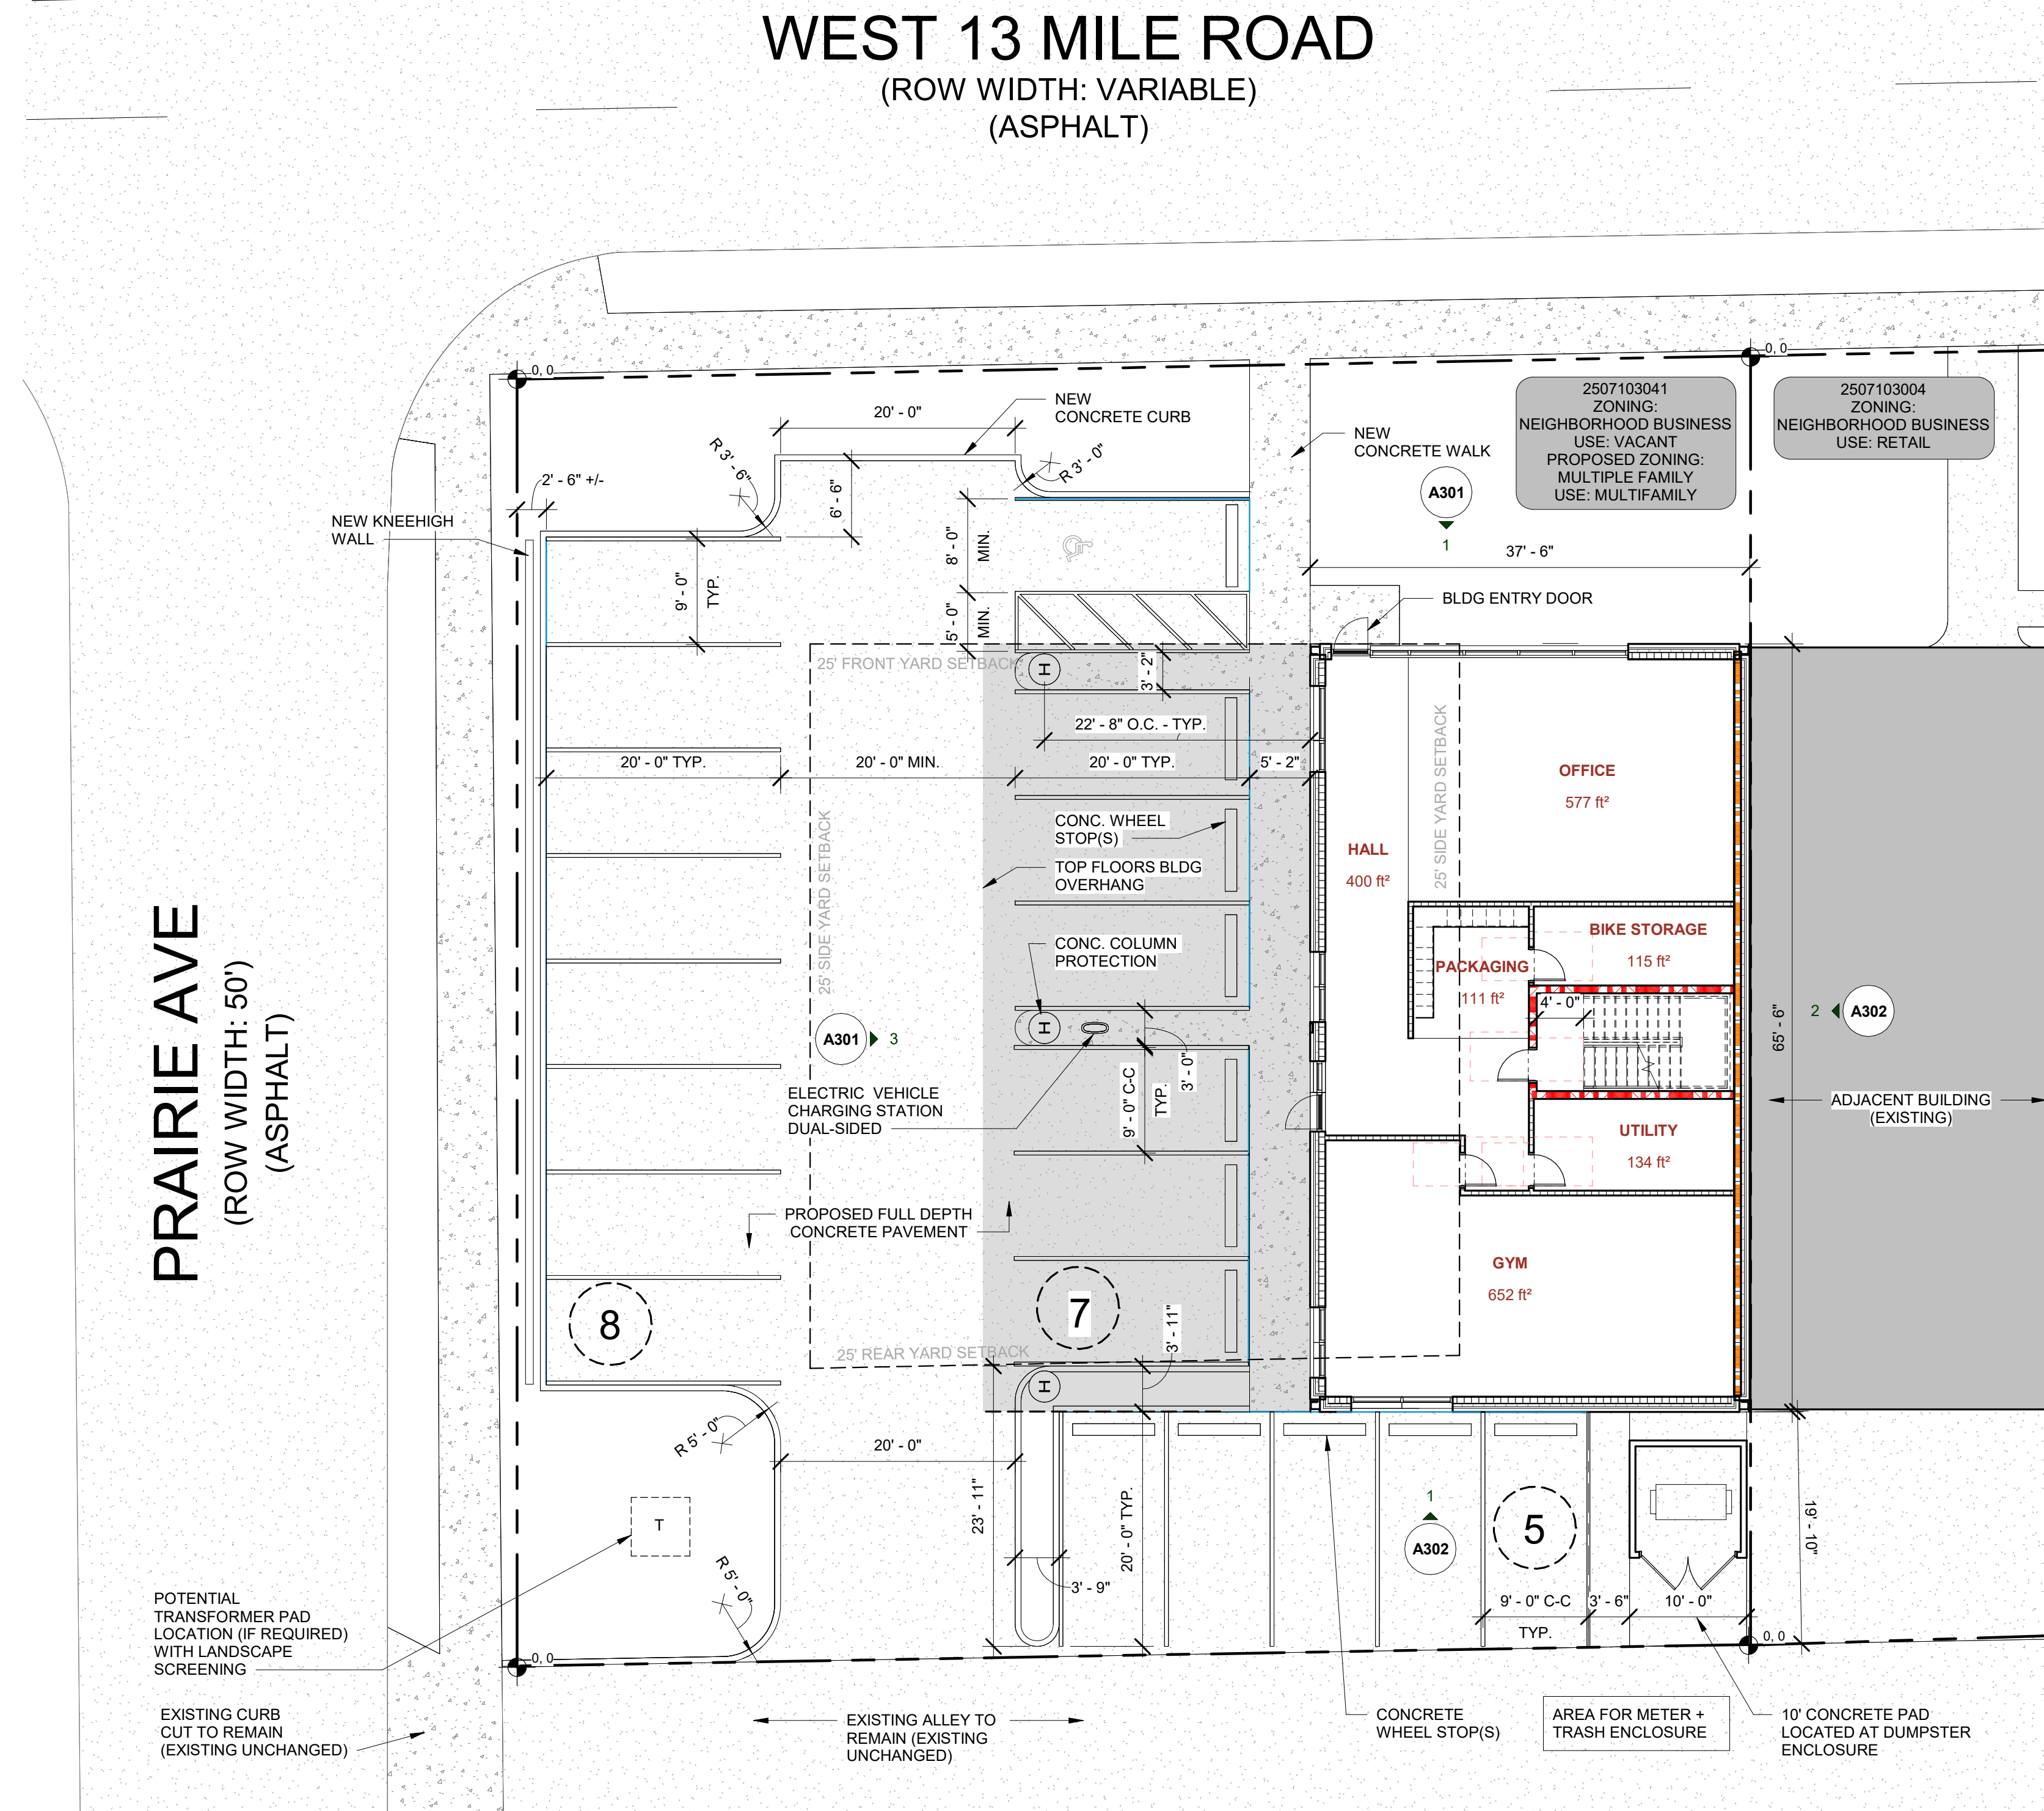 WEST 13 MILE ROAD
(ROW WIDTH: VARIABLE)
(ASPHALT)
0, 0
0, 0
2507103041
ZONING:
NEIGHBORHOOD BUSINESS
USE: VACANT
PROPOSED ZONING:
MULTIPLE FAMILY
USE: MULTIFAMILY
2507103004
ZONING:
NEIGHBORHOOD BUSINESS
USE: RETAIL
20' - 0"
NEW
CONCRETE CURB
NEW
CONCRETE WALK
R 3' - 6"
R 3' - 0"
2' - 6" +/-
6' - 6"
A301
1
NEW KNEEHIGH
WALL
8' - 0"
MIN.
37' - 6"
9' - 0"
TYP.
5' - 0"
MIN.
BLDG ENTRY DOOR
25' FRONT YARD SETBACK
H
3' - 2"
22' - 8" O.C. - TYP.
20' - 0" TYP.
20' - 0" MIN.
20' - 0" TYP.
5' - 2"
25' SIDE YARD SETBACK
OFFICE
577 ft²
CONC. WHEEL
STOP(S)
25' SIDE YARD SETBACK
HALL
400 ft²
TOP FLOORS BLDG
OVERHANG
BIKE STORAGE
115 ft²
CONC. COLUMN
PROTECTION
PACKAGING
111 ft²
4' - 0"
PRAIRIE AVE
(ROW WIDTH: 50')
(ASPHALT)
A301
3
H
2
A302
65' - 6"
3' - 0"
9' - 0" C-C
TYP.
ELECTRIC VEHICLE
CHARGING STATION
DUAL-SIDED
ADJACENT BUILDING
(EXISTING)
UTILITY
134 ft²
PROPOSED FULL DEPTH
CONCRETE PAVEMENT
GYM
652 ft²
8
7
3' - 11"
25' REAR YARD SETBACK
H
R 5' - 0"
20' - 0"
23' - 11"
20' - 0" TYP.
1
A302
5
19' - 10"
T
R 5' - 0"
3' - 9"
9' - 0" C-C
TYP.
3' - 6"
10' - 0"
POTENTIAL
TRANSFORMER PAD
LOCATION (IF REQUIRED)
WITH LANDSCAPE
SCREENING
0, 0
0, 0
EXISTING CURB
CUT TO REMAIN
(EXISTING UNCHANGED)
EXISTING ALLEY TO
REMAIN (EXISTING
UNCHANGED)
CONCRETE
WHEEL STOP(S)
AREA FOR METER +
TRASH ENCLOSURE
10' CONCRETE PAD
LOCATED AT DUMPSTER
ENCLOSURE